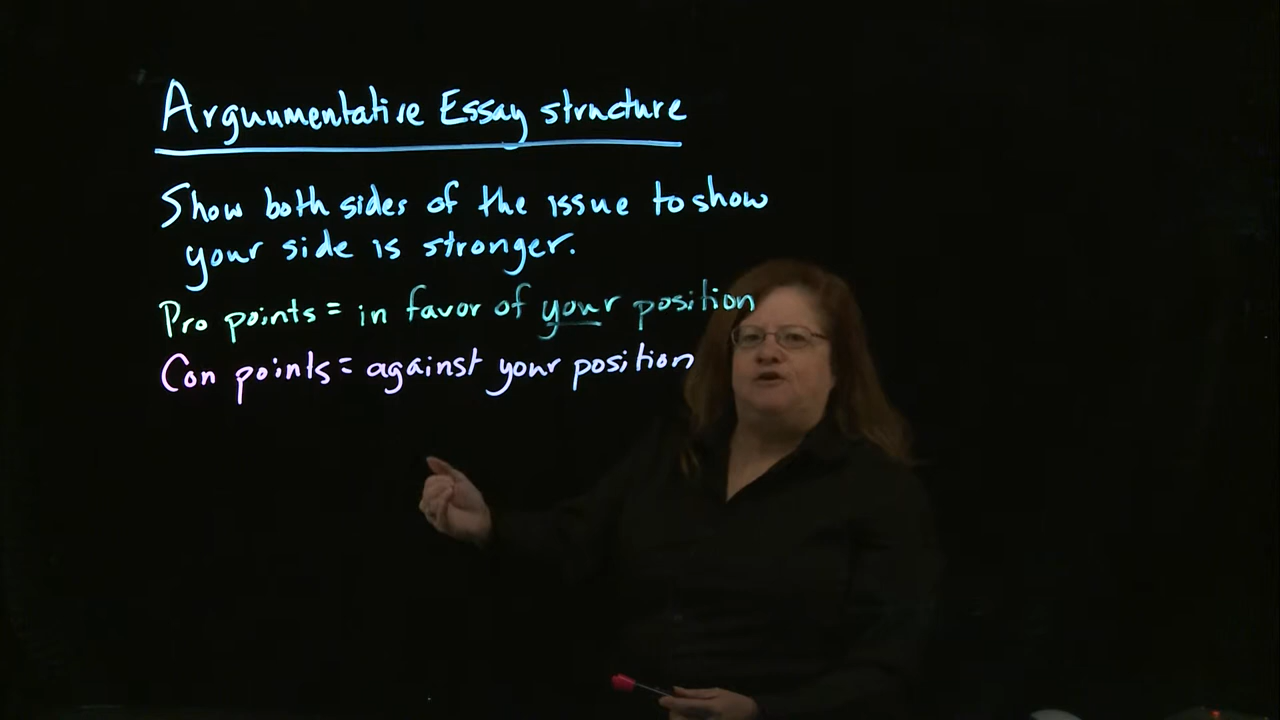 Arguumentative Essay structure
Show both sides of the issue to show
your side is stronger.
Pro points = in favor of your position
Con points = against your position